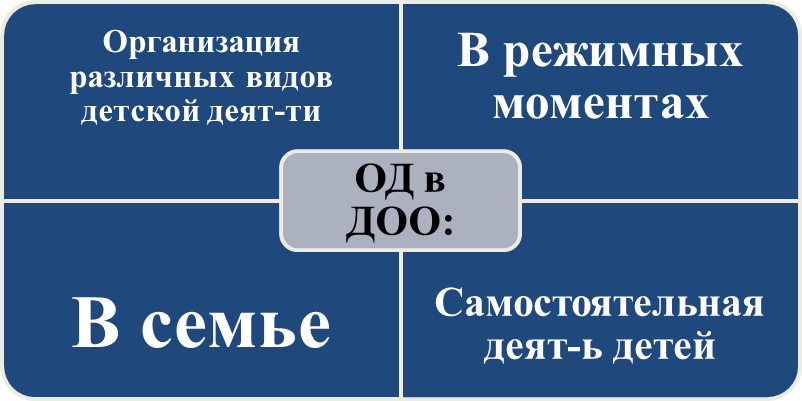 Организация
различных видов
детской деят-ти
В режимных
моментах
ОД в
ДОО:
В семье
Самостоятельная
деят-ь детей